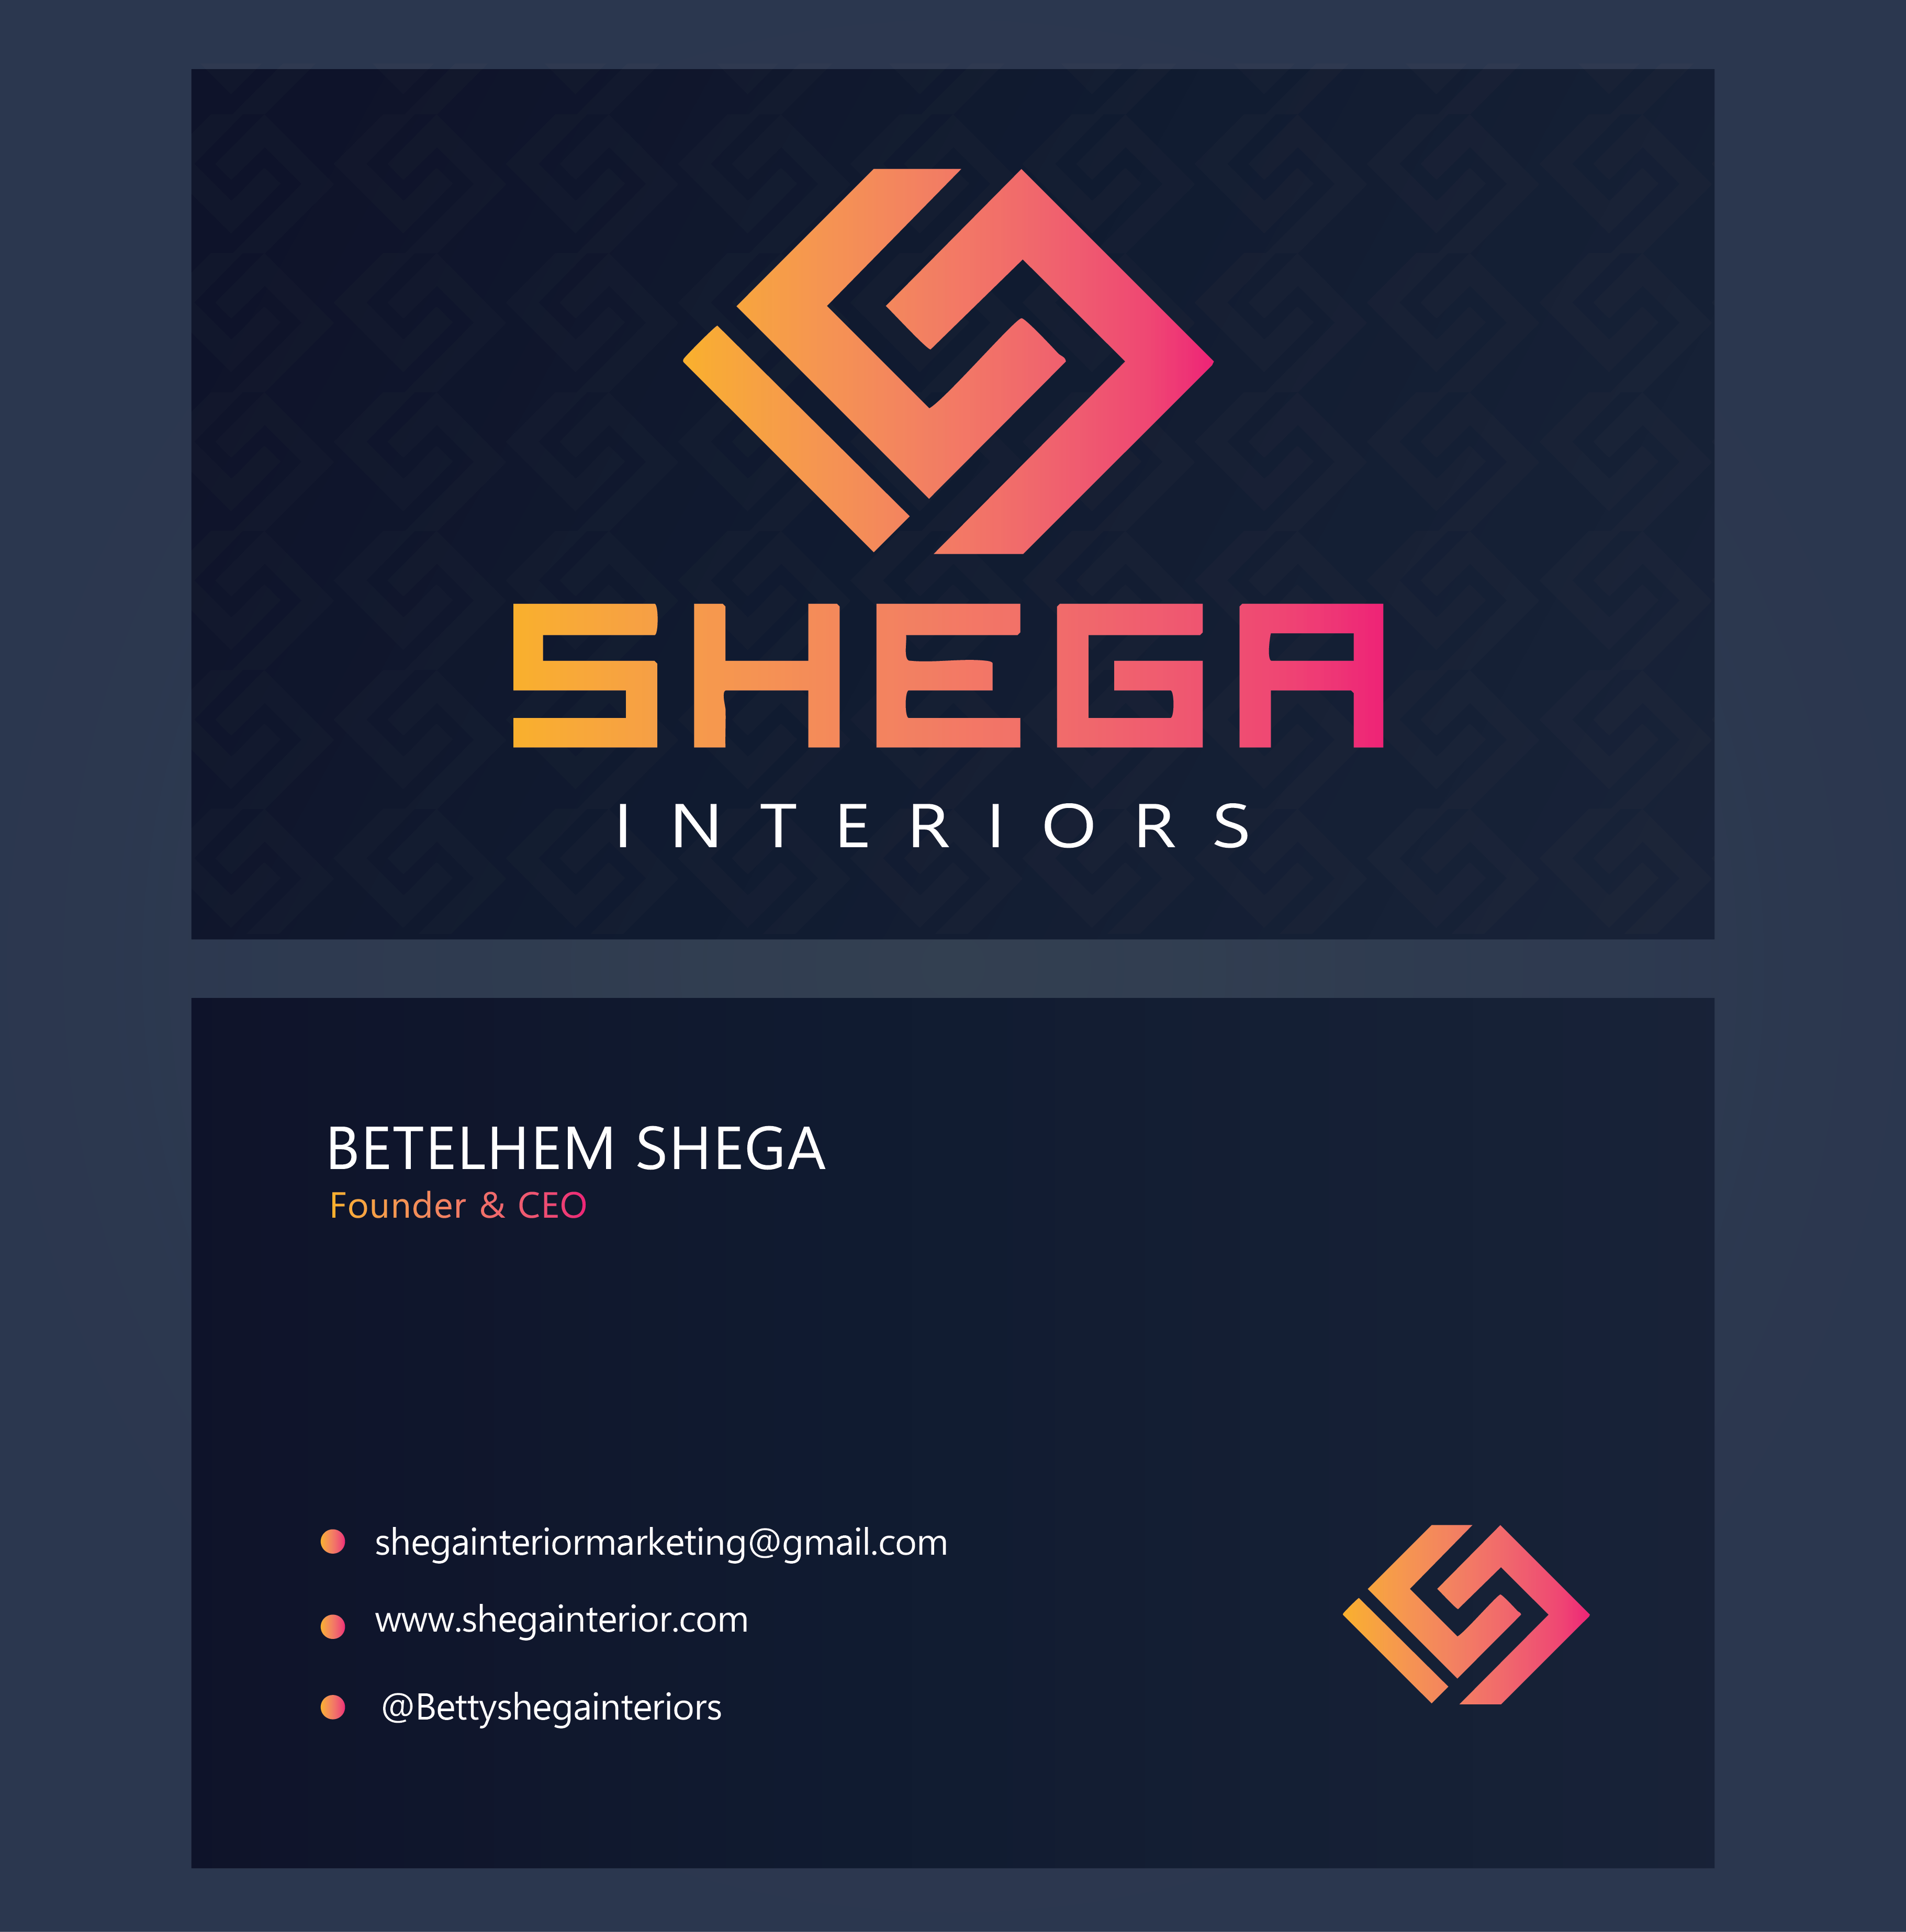 SHEGA
INTERIORS
BETELHEM SHEGA
Founder & CEO
shegainteriormarketing@gmail.com
www.shegainterior.com
@Bettyshegainteriors